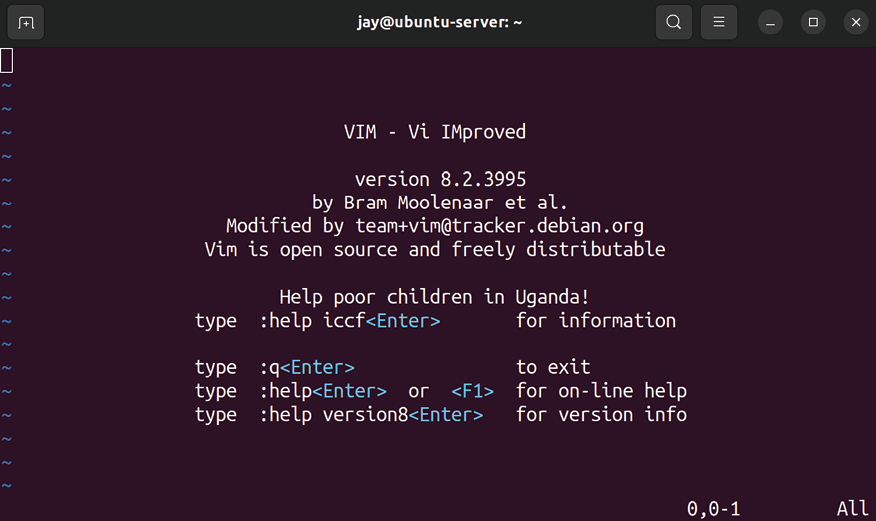 jay@ubuntu-server: ~
~
~
~ VIM - Vi IMproved
~
~ version 8.2.3995
~ by Bram Moolenaar et al.
~ Modified by team+vim@tracker.debian.org
~ Vim is open source and freely distributable
~
~ Help poor children in Uganda!
~ type :help iccf<Enter> for information
~
~ type :q<Enter> to exit
~ type :help<Enter> or <F1> for on-line help
~ type :help version8<Enter> for version info
~
~
~
0,0-1 All